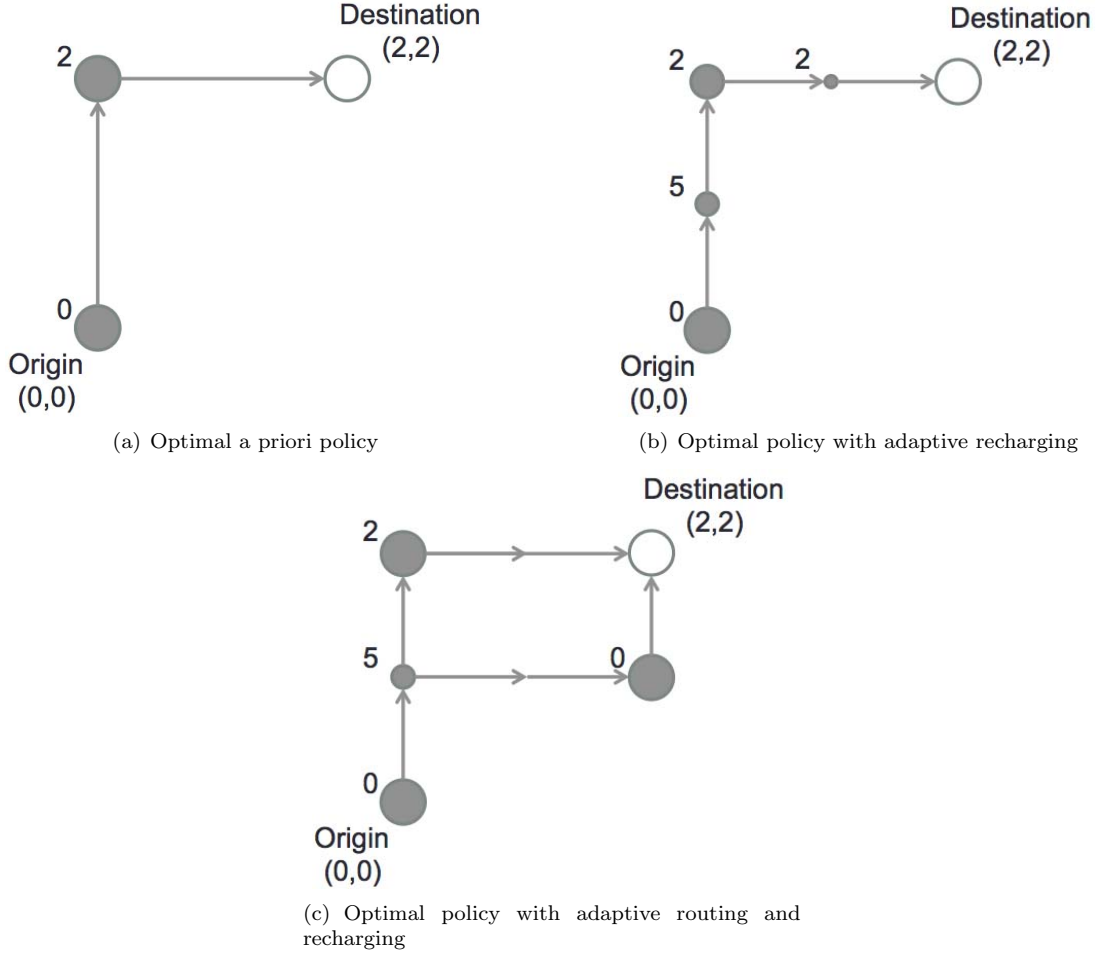 Destination
(2,2)
2
0
Origin
(0,0)
(a) Optimal a priori policy
Destination
(2,2)
2
2
5
0
Origin
(0,0)
(b) Optimal policy with adaptive recharging
Destination
(2,2)
2
5
0
0
Origin
(0,0)
(c) Optimal policy with adaptive routing and
recharging